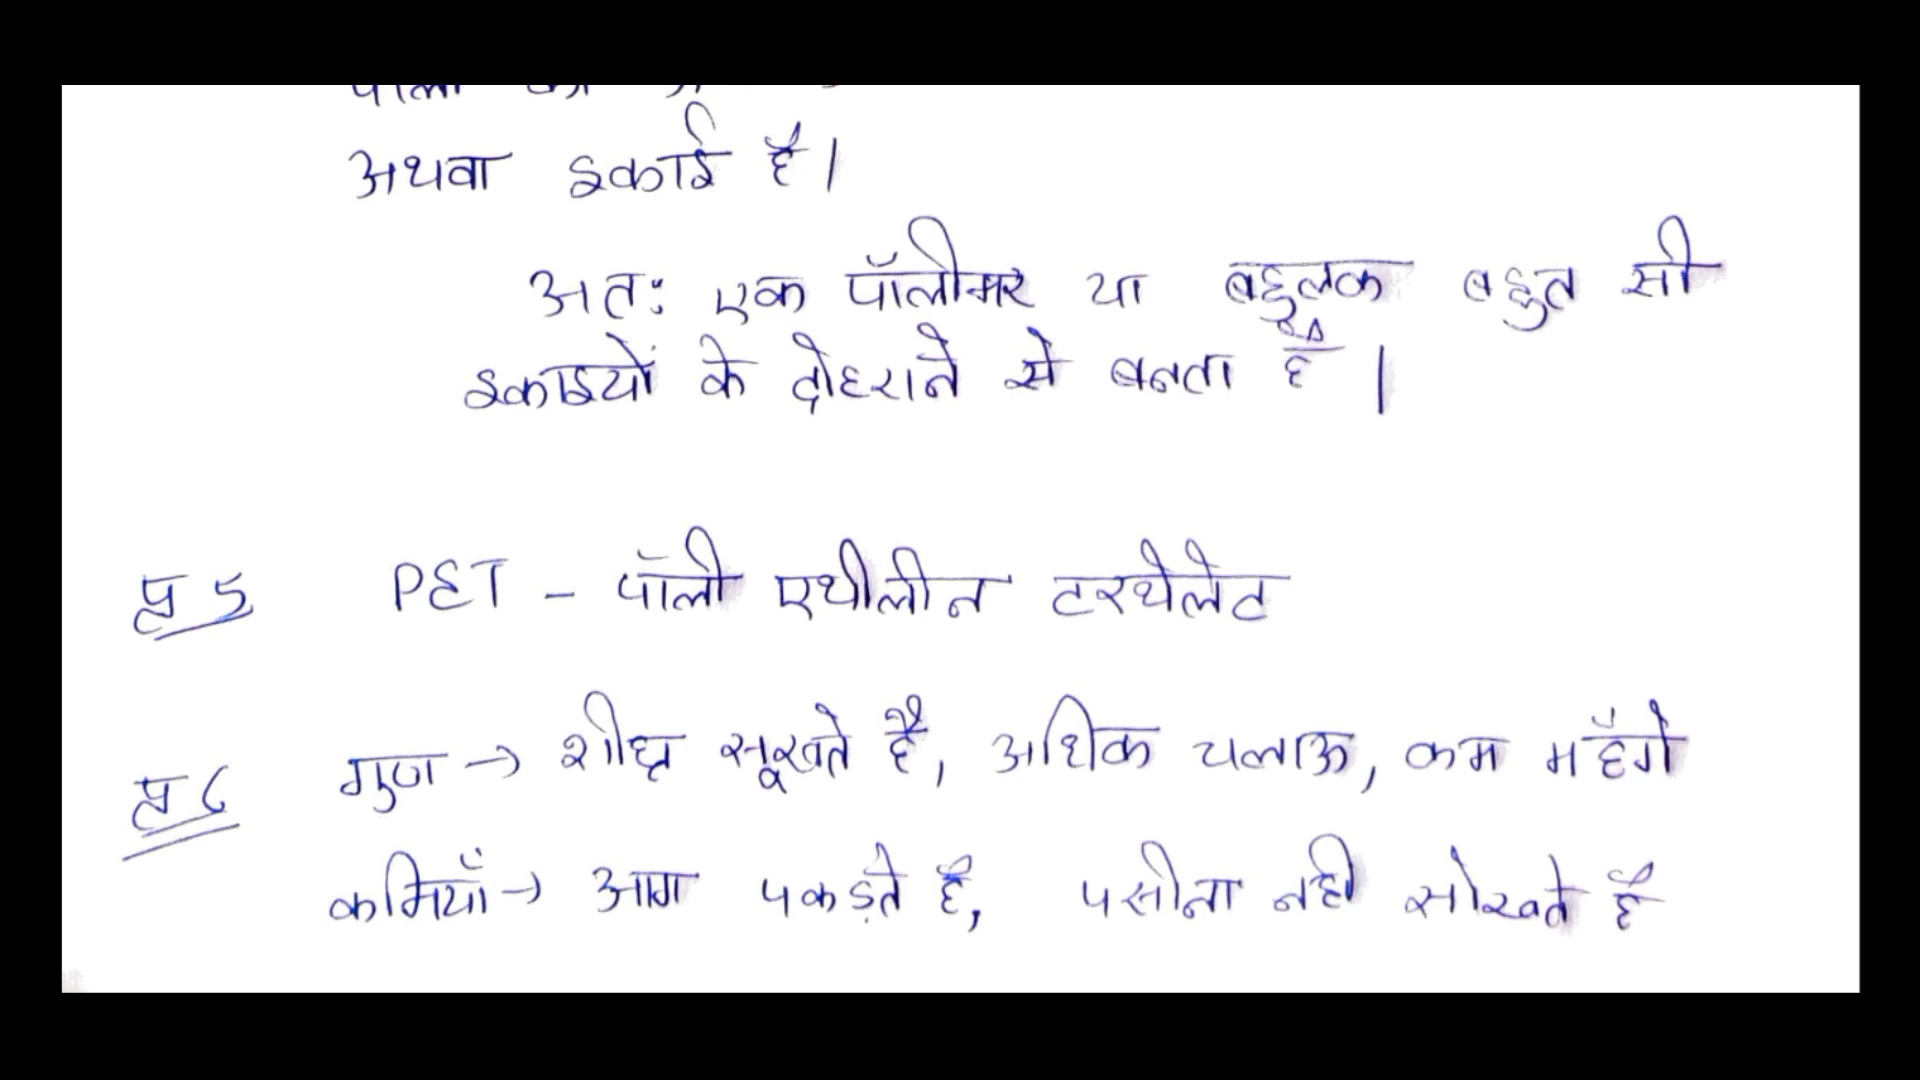 अथवा इकाई है।
अतः एक पॉलीमर या बहुलक बहुत सी
इकाइयों के दोहराने से बनता है।
प्र 5 PET - पॉली एथीलीन टरथेलेट
प्र 6 गुण → शीघ्र सूखते हैं, अधिक चलाऊ, कम महँगे
कमियाँ → आग पकड़ते है, पसीना नही सोखते है